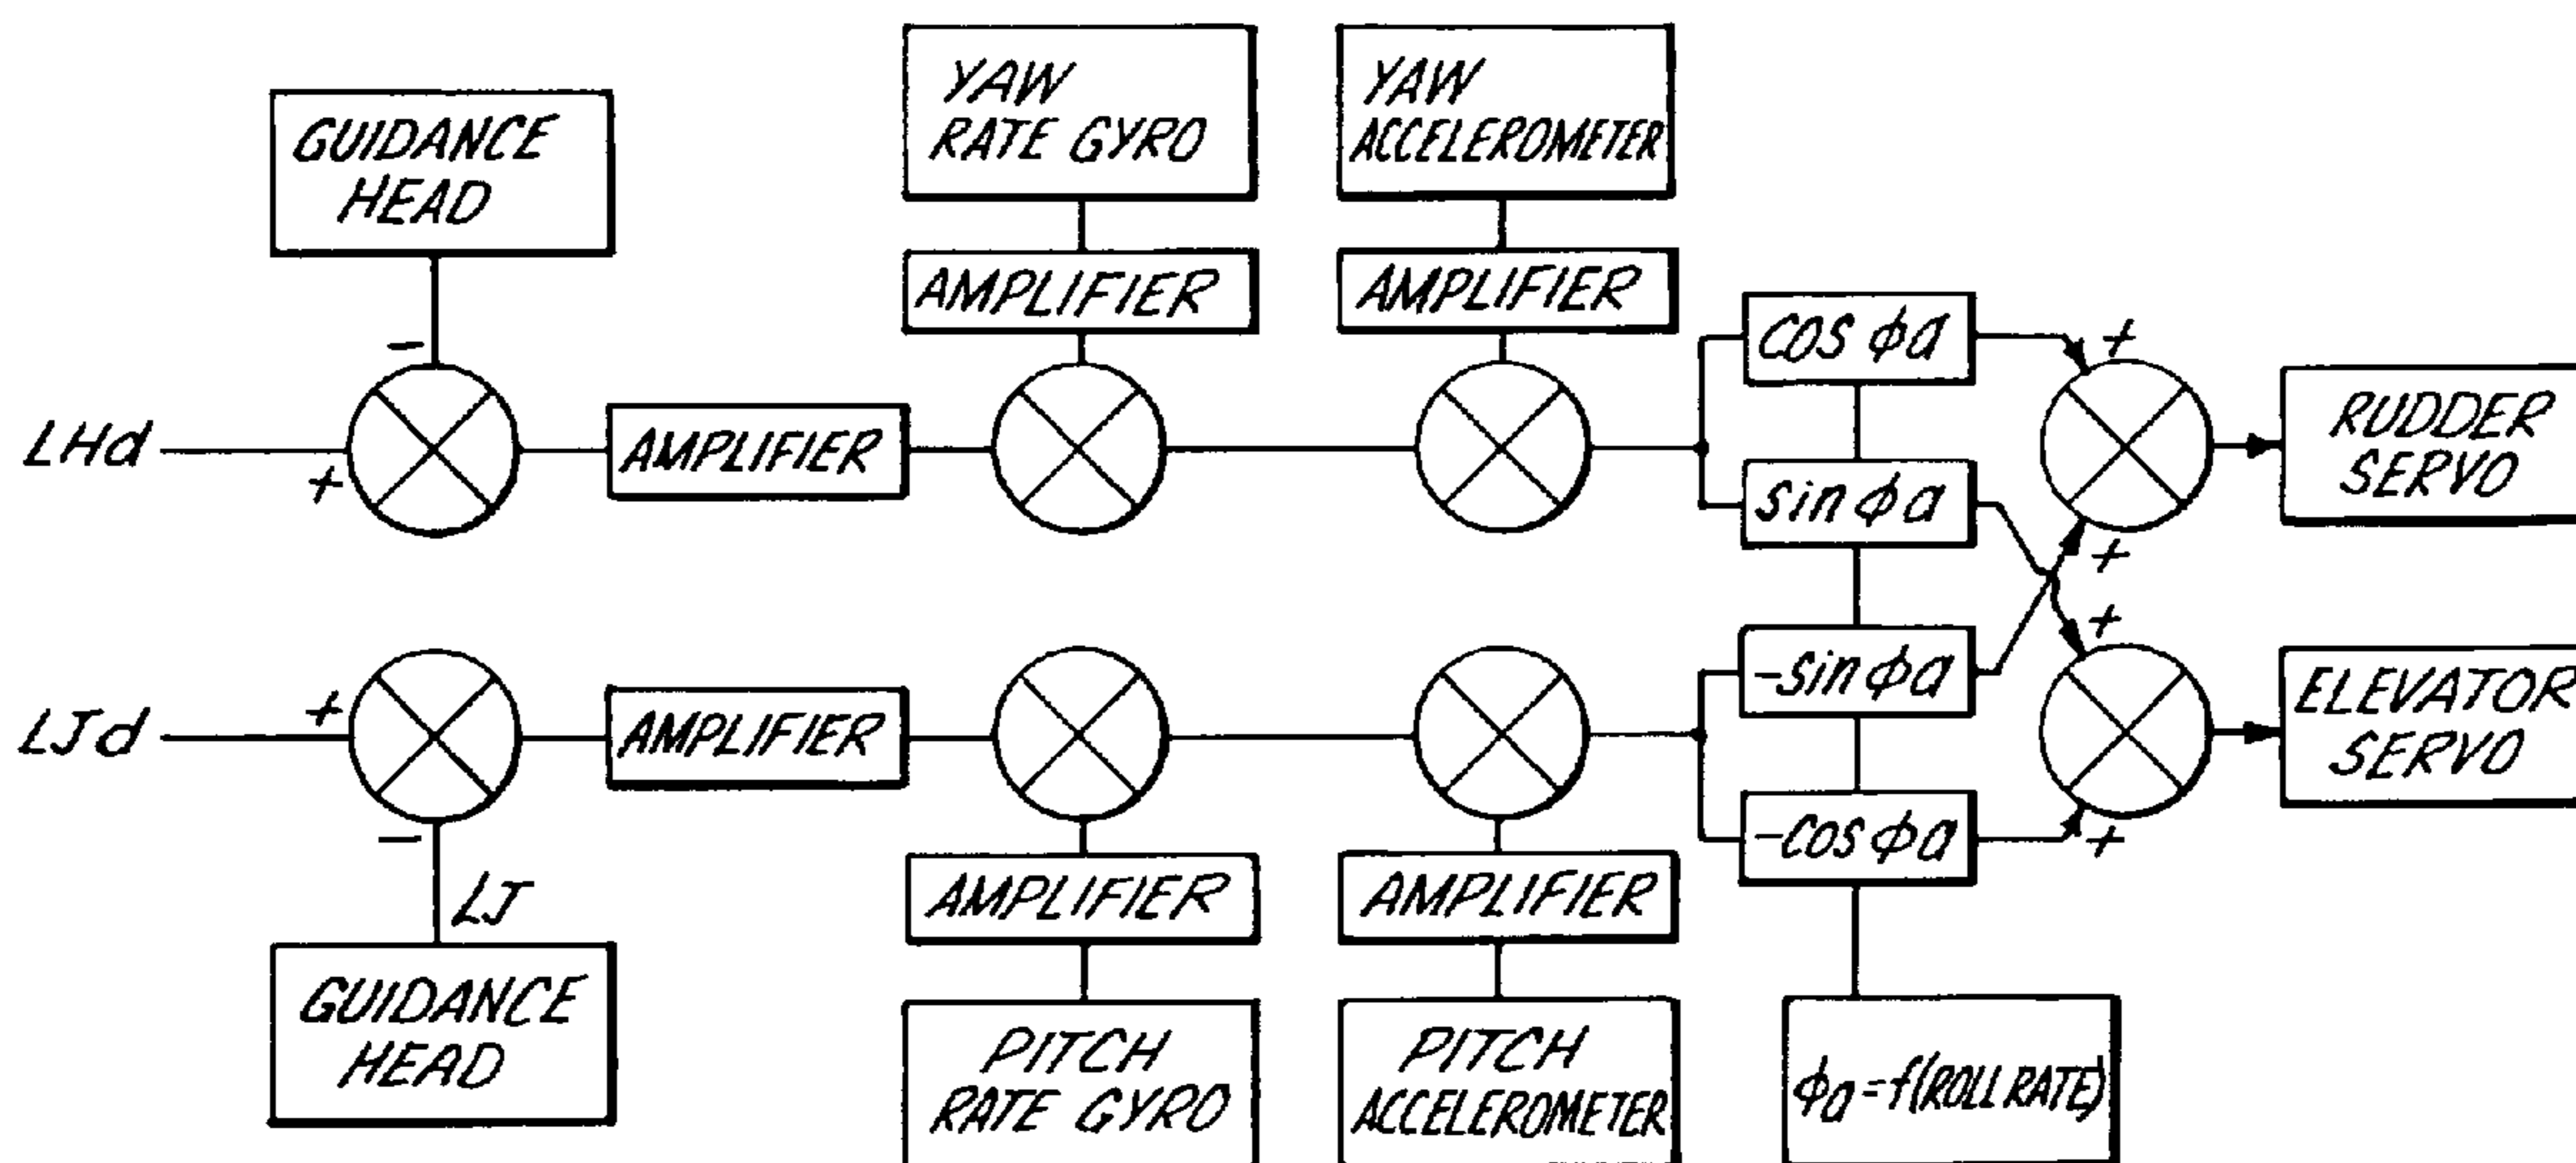 YAW
RATE GYRO
YAW
ACCELEROMETER
GUIDANCE
HEAD
AMPLIFIER
AMPLIFIER
-
COS ϕa
+
LHd
+
AMPLIFIER
sin ϕa
RUDDER
SERVO
+
+
LJd
+
AMPLIFIER
-sin ϕa
ELEVATOR
SERVO
-
-cos ϕa
+
LJ
AMPLIFIER
AMPLIFIER
GUIDANCE
HEAD
PITCH
RATE GYRO
PITCH
ACCELEROMETER
ϕa = f(ROLL RATE)